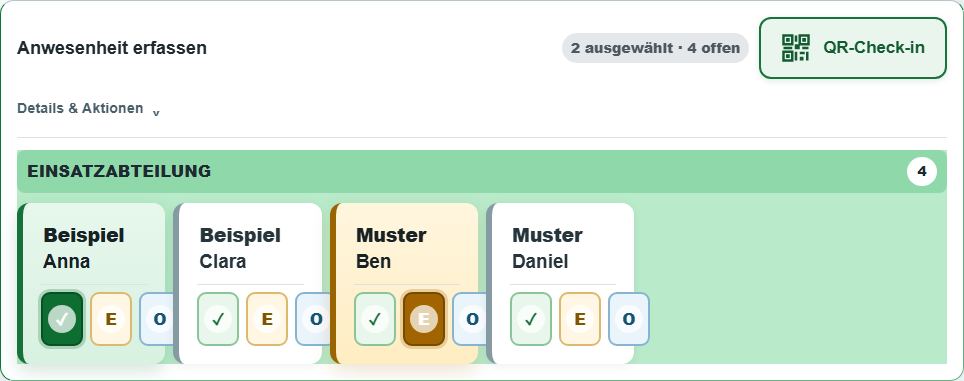 Anwesenheit erfassen
2 ausgewählt · 4 offen
QR-Check-in
Details & Aktionen v
EINSATZABTEILUNG
4
Beispiel
Anna
✓ E O
Beispiel
Clara
✓ E O
Muster
Ben
✓ E O
Muster
Daniel
✓ E O